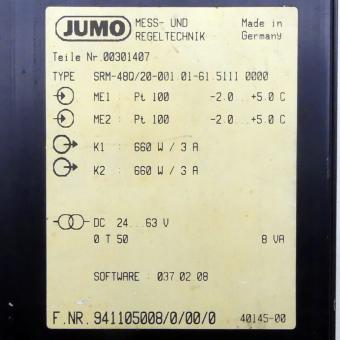 JUMO MESS- UND Made in
REGELTECHNIK Germany
Teile Nr.00301407
TYPE SRM-48D/20-001.01-61.5111 0000
ME1: Pt 100 -2.0...+5.0 C
ME2: Pt 100 -2.0...+5.0 C
K1: 660 W / 3 A
K2: 660 W / 3 A
DC 24...63 V
0 T 50 8 VA
SOFTWARE : 037.02.08
F.NR. 941105008/0/00/0 40145-00